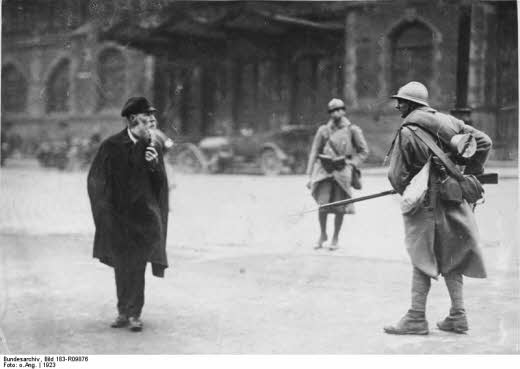 Bundesarchiv, Bild 183-R09876
Foto: o.Ang. | 1923